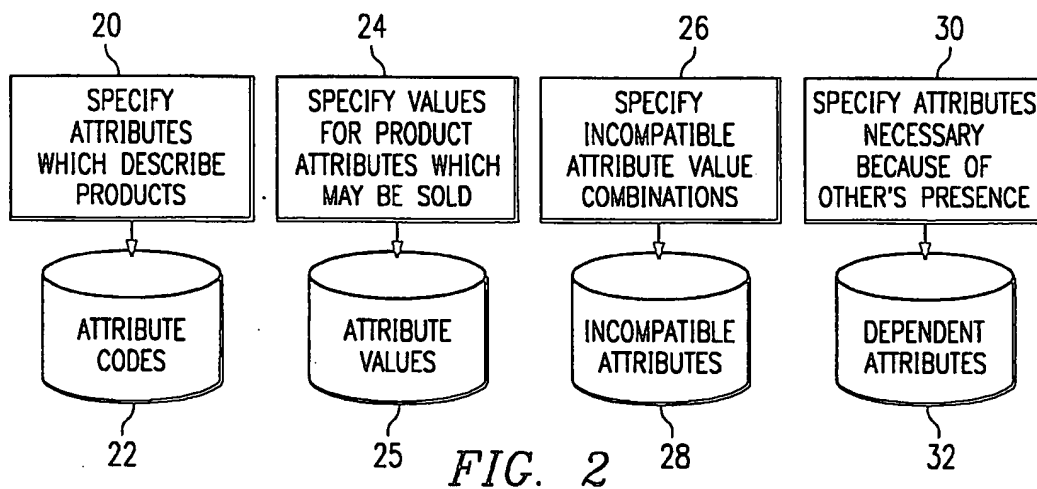 20
24
26
30
SPECIFY
ATTRIBUTES
WHICH DESCRIBE
PRODUCTS
SPECIFY VALUES
FOR PRODUCT
ATTRIBUTES WHICH
MAY BE SOLD
SPECIFY
INCOMPATIBLE
ATTRIBUTE VALUE
COMBINATIONS
SPECIFY ATTRIBUTES
NECESSARY
BECAUSE OF
OTHER'S PRESENCE
ATTRIBUTE
CODES
ATTRIBUTE
VALUES
INCOMPATIBLE
ATTRIBUTES
DEPENDENT
ATTRIBUTES
22
25
28
32
FIG. 2